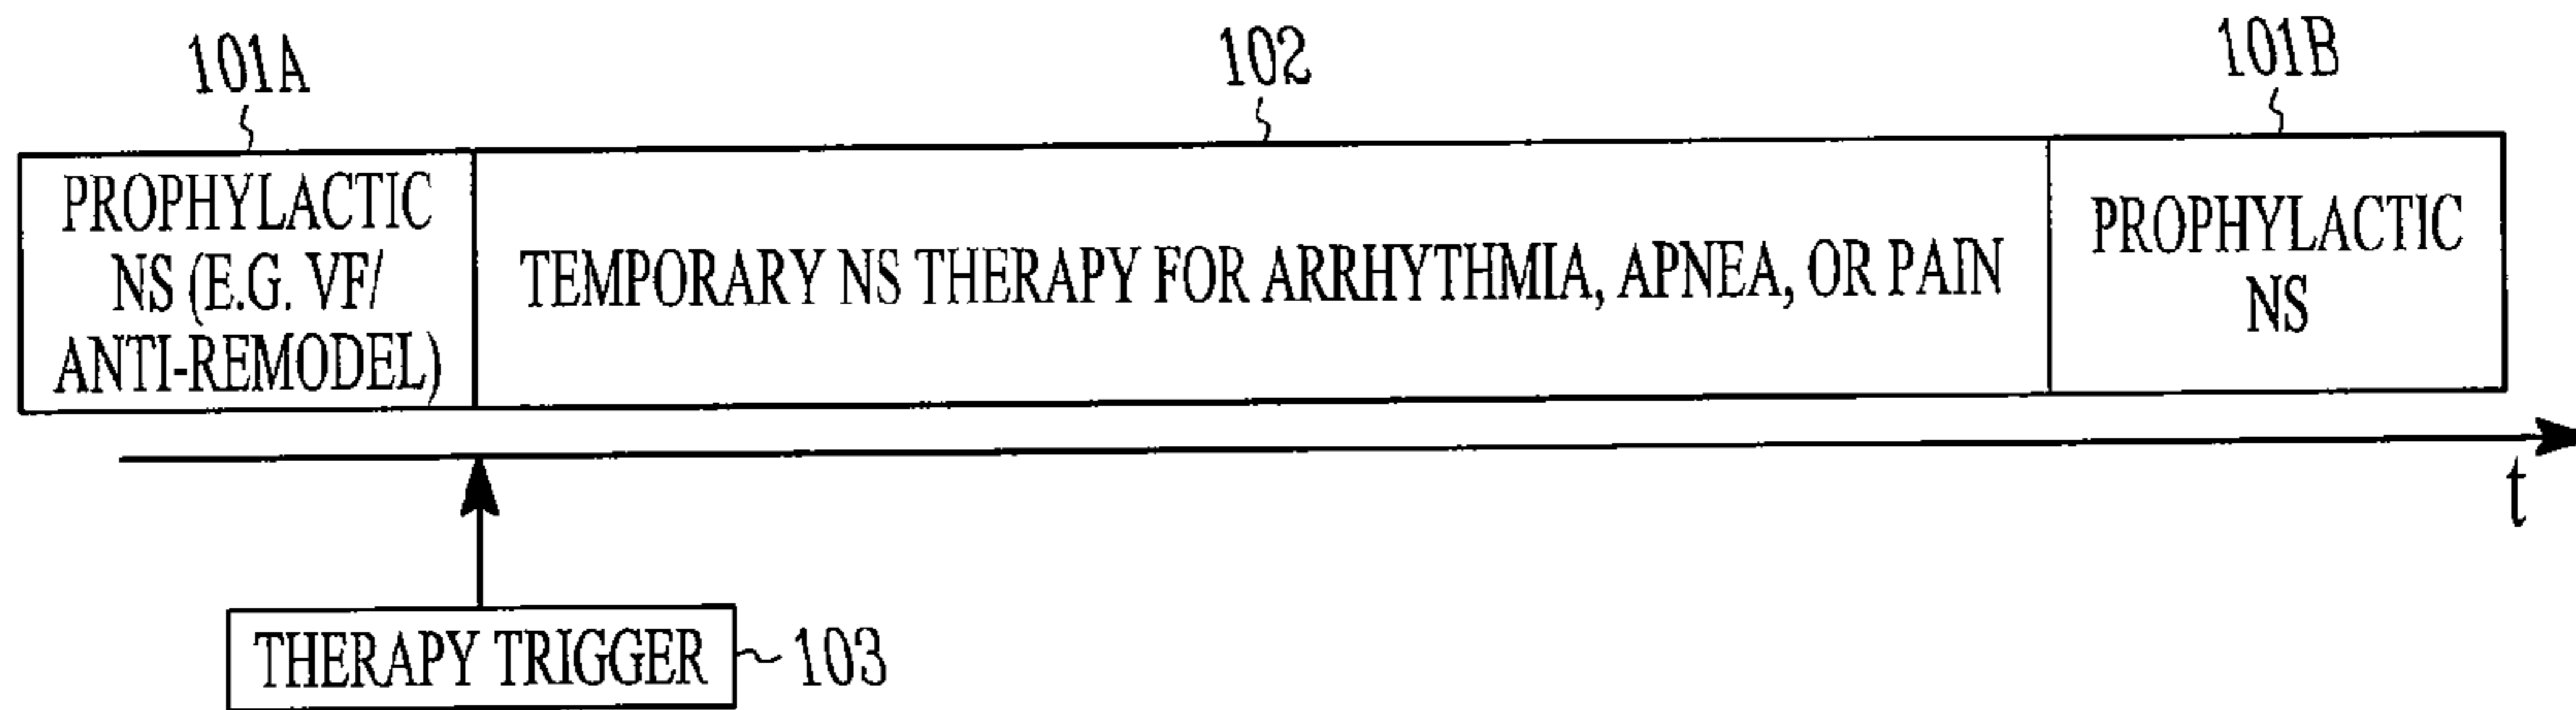 101A
102
101B
PROPHYLACTIC
NS (E.G. VF/
ANTI-REMODEL)
TEMPORARY NS THERAPY FOR ARRHYTHMIA, APNEA, OR PAIN
PROPHYLACTIC
NS
t
THERAPY TRIGGER
103